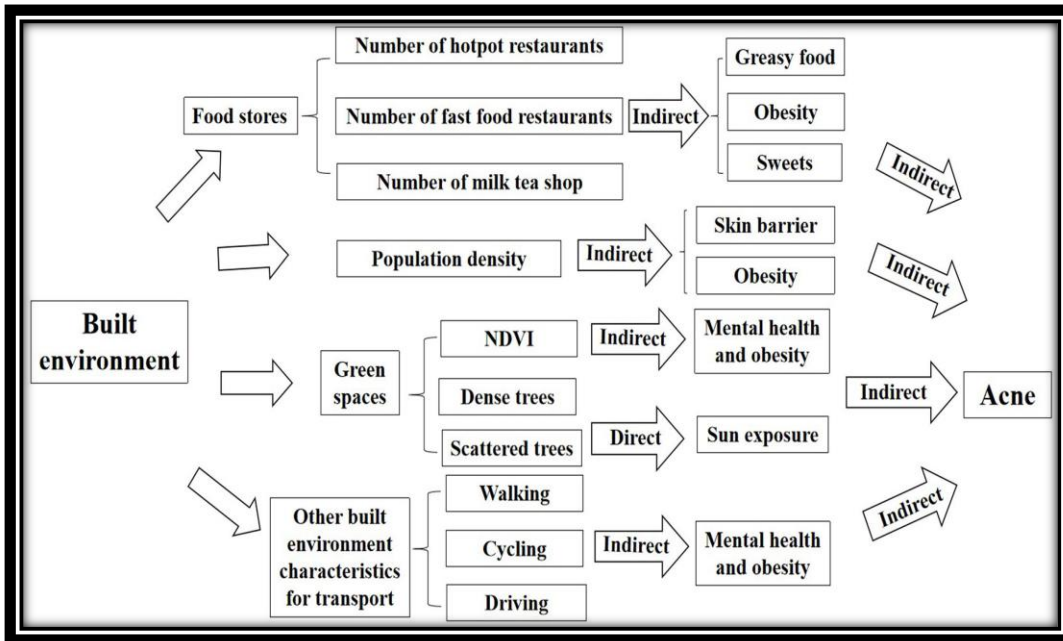 Number of hotpot restaurants
Greasy food
Food stores
Number of fast food restaurants
Indirect
Obesity
Number of milk tea shop
Sweets
Indirect
Population density
Indirect
Skin barrier
Obesity
Indirect
Built
environment
Green
spaces
NDVI
Indirect
Mental health
and obesity
Dense trees
Scattered trees
Direct
Sun exposure
Indirect
Acne
Other built
environment
characteristics
for transport
Walking
Cycling
Driving
Indirect
Mental health
and obesity
Indirect